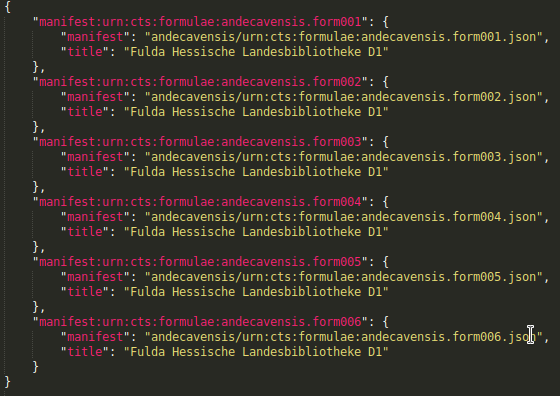 {
    "manifest:urn:cts:formulae:andecavensis.form001": {
        "manifest": "andecavensis/urn:cts:formulae:andecavensis.form001.json",
        "title": "Fulda Hessische Landesbibliotheke D1"
    },
    "manifest:urn:cts:formulae:andecavensis.form002": {
        "manifest": "andecavensis/urn:cts:formulae:andecavensis.form002.json",
        "title": "Fulda Hessische Landesbibliotheke D1"
    },
    "manifest:urn:cts:formulae:andecavensis.form003": {
        "manifest": "andecavensis/urn:cts:formulae:andecavensis.form003.json",
        "title": "Fulda Hessische Landesbibliotheke D1"
    },
    "manifest:urn:cts:formulae:andecavensis.form004": {
        "manifest": "andecavensis/urn:cts:formulae:andecavensis.form004.json",
        "title": "Fulda Hessische Landesbibliotheke D1"
    },
    "manifest:urn:cts:formulae:andecavensis.form005": {
        "manifest": "andecavensis/urn:cts:formulae:andecavensis.form005.json",
        "title": "Fulda Hessische Landesbibliotheke D1"
    },
    "manifest:urn:cts:formulae:andecavensis.form006": {
        "manifest": "andecavensis/urn:cts:formulae:andecavensis.form006.json",
        "title": "Fulda Hessische Landesbibliotheke D1"
    }
}